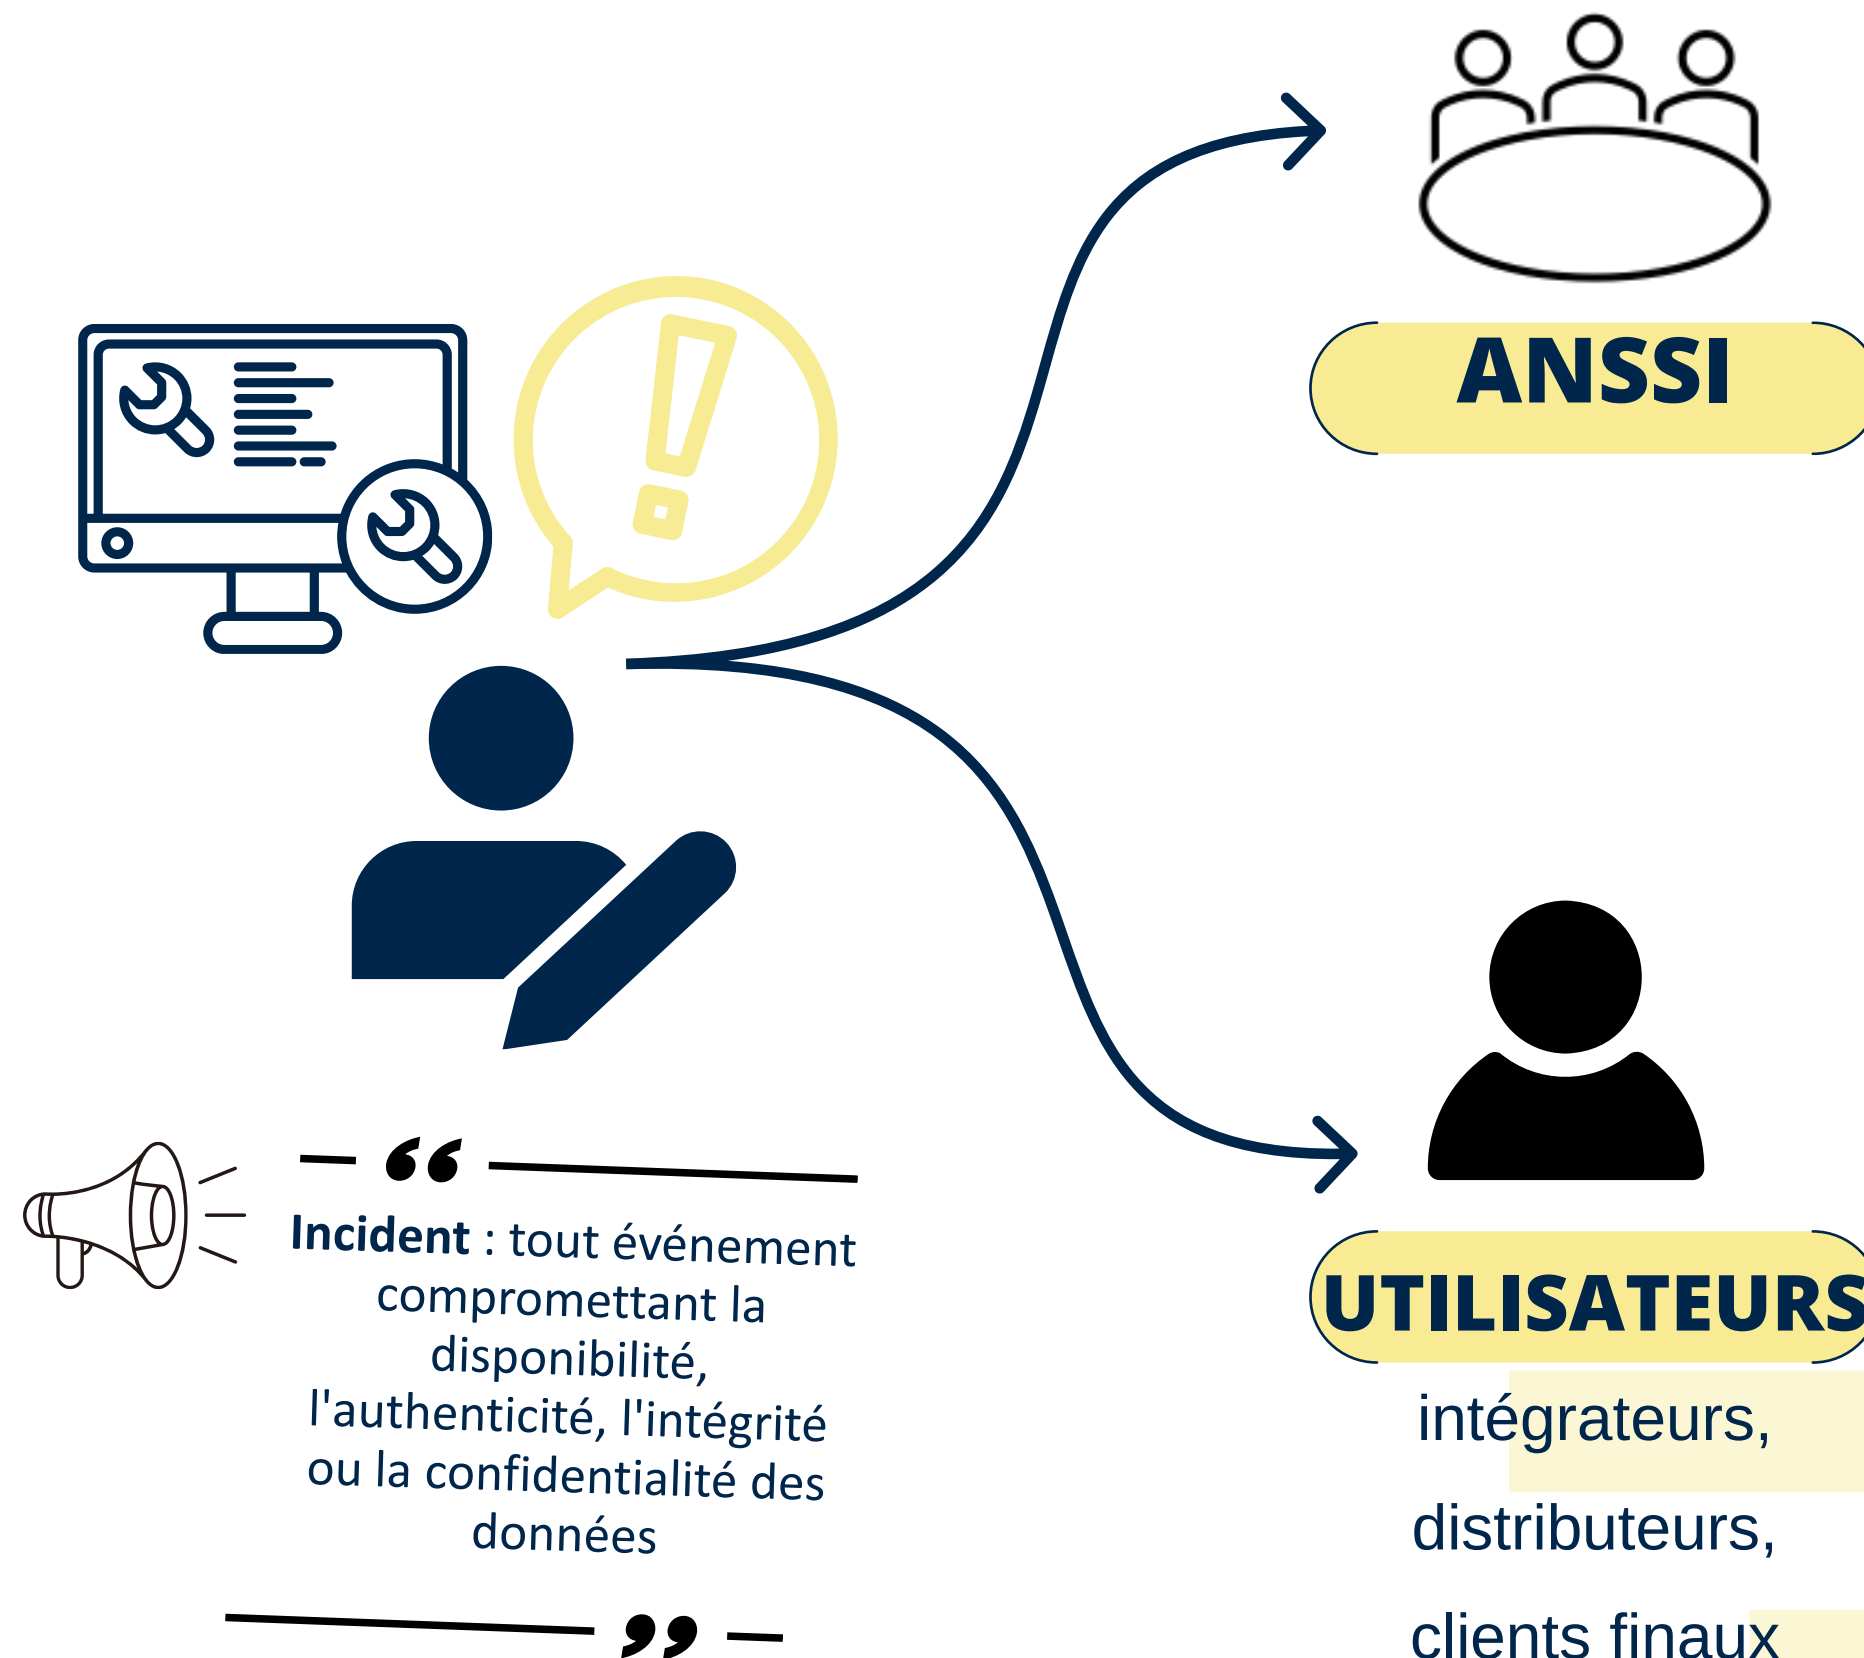 ANSSI
“
Incident : tout événement
compromettant la
disponibilité,
l'authenticité, l'intégrité
ou la confidentialité des
données
”
UTILISATEURS
intégrateurs,
distributeurs,
clients finaux